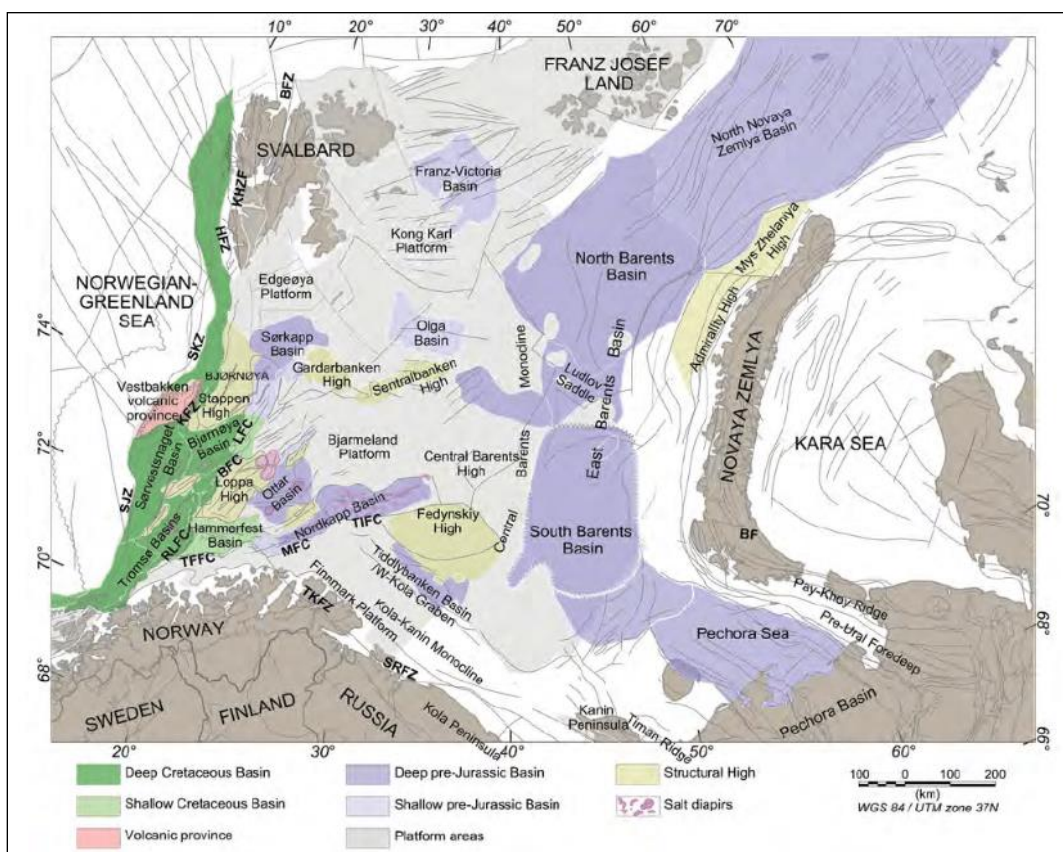 10°
20°
30°
40°
50°
60°
70°
FRANZ JOSEF
LAND
BFZ
SVALBARD
North Novaya
Zemlya Basin
Franz-Victoria
Basin
KHZF
Kong Karl
Platform
Mys Zhelaniya
High
HFZ
North Barents
Basin
NORWEGIAN-
GREENLAND
SEA
Edgeøya
Platform
74°
Olga
Basin
Admirality High
SKZ
Sørkapp
Basin
Gardarbanken
High
Sentralbanken
High
Monocline
Ludlov
Saddle
Basin
BJØRNØYA
Vestbakken
volcanic
province
KFZ
Stappen
High
Barents
NOVAYA ZEMLYA
KARA SEA
72°
Sørvestsnaget
Basin
Bjørnøya
Basin
LFC
Bjarmeland
Platform
Central Barents
High
Barents
East
BFC
Loppa
High
Ottar
Basin
SJZ
Nordkapp Basin
Fedynskiy
High
Central
South Barents
Basin
70°
Tromsø Basins
RLFC
Hammerfest
Basin
TIFC
BF
70°
TFFC
MFC
Tiddlybanken Basin
/W-Kola Graben
Finnmark Platform
Pay-Khoy Ridge
NORWAY
TKFZ
Kola-Kanin Monocline
Pre-Ural Foredeep
68°
Pechora Sea
68°
SRFZ
SWEDEN
FINLAND
RUSSIA
Kola Peninsula
Kanin
Peninsula
Timan Ridge
Pechora Basin
66°
20°
30°
40°
50°
60°
Deep Cretaceous Basin
Deep pre-Jurassic Basin
Structural High
Shallow Cretaceous Basin
Shallow pre-Jurassic Basin
Salt diapirs
Volcanic province
Platform areas
100 0 100 200
(km)
WGS 84 / UTM zone 37N